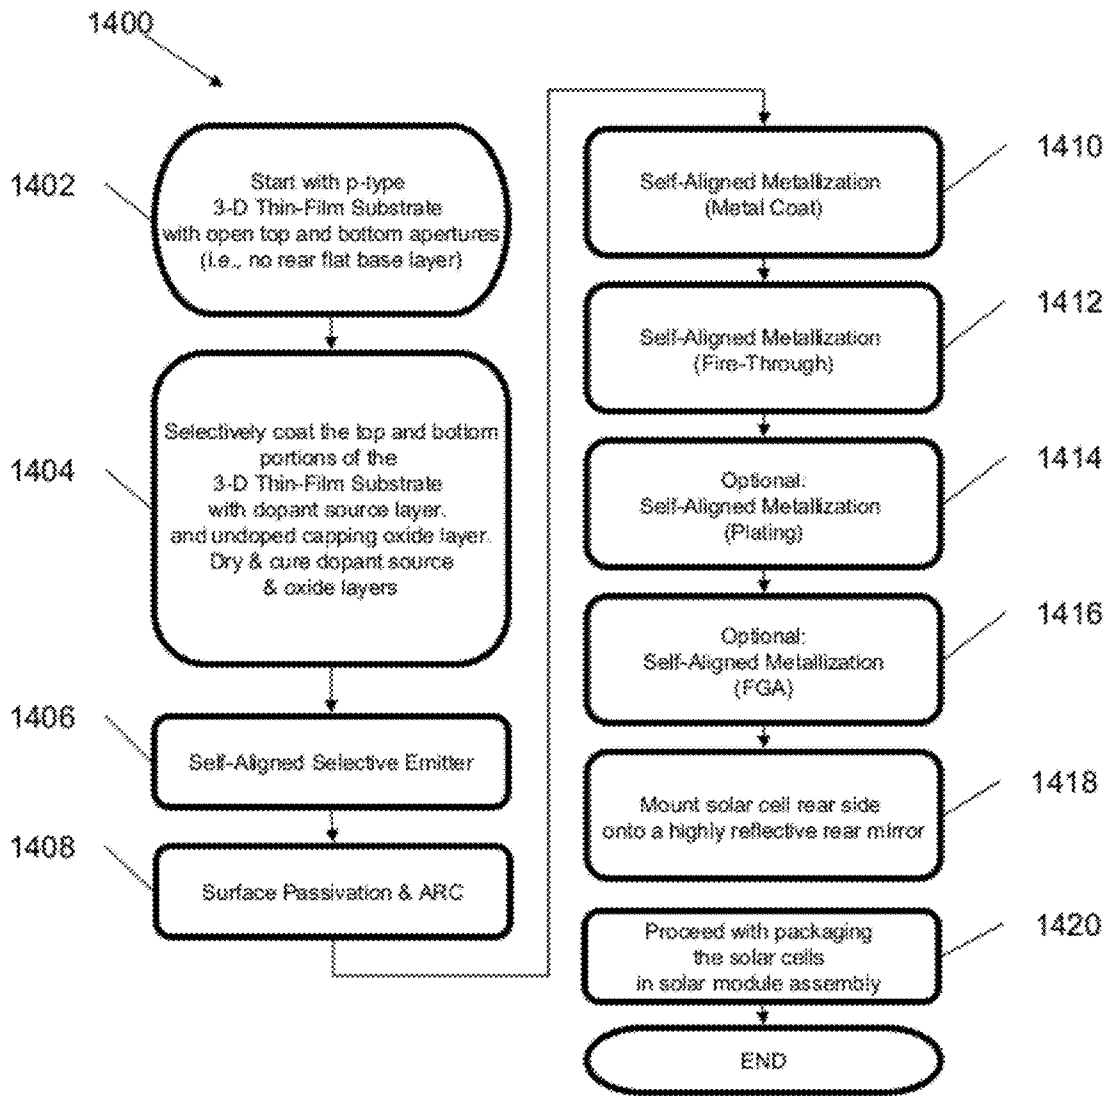 1400
1402
Start with p-type
3-D Thin-Film Substrate
with open top and bottom apertures
(i.e., no rear flat base layer)
1404
Selectively coat the top and bottom
portions of the
3-D Thin-Film Substrate
with dopant source layer.
and undoped capping oxide layer.
Dry & cure dopant source
& oxide layers
1406
Self-Aligned Selective Emitter
1408
Surface Passivation & ARC
1410
Self-Aligned Metallization
(Metal Coat)
1412
Self-Aligned Metallization
(Fire-Through)
1414
Optional:
Self-Aligned Metallization
(Plating)
1416
Optional:
Self-Aligned Metallization
(FGA)
1418
Mount solar cell rear side
onto a highly reflective rear mirror
1420
Proceed with packaging
the solar cells
in solar module assembly
END